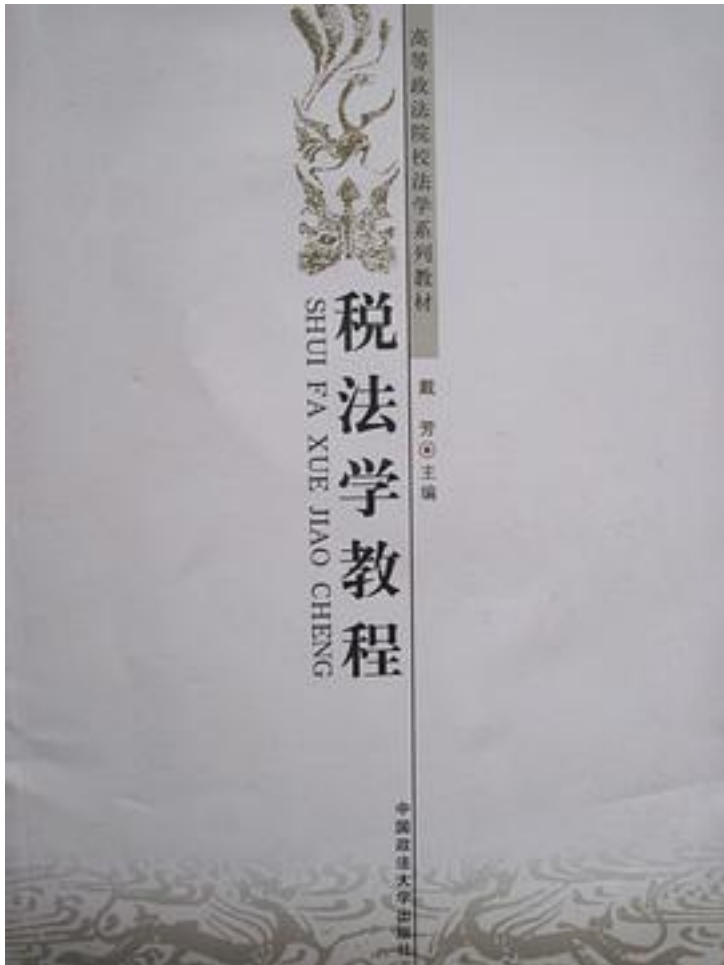 高等政法院校法学系列教材
税法学教程
SHUI FA XUE JIAO CHENG
戴 芳 主编
中国政法大学出版社